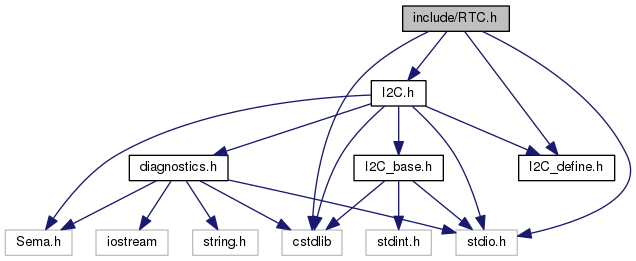 include/RTC.h
I2C.h
diagnostics.h
I2C_base.h
I2C_define.h
Sema.h
iostream
string.h
cstdlib
stdint.h
stdio.h